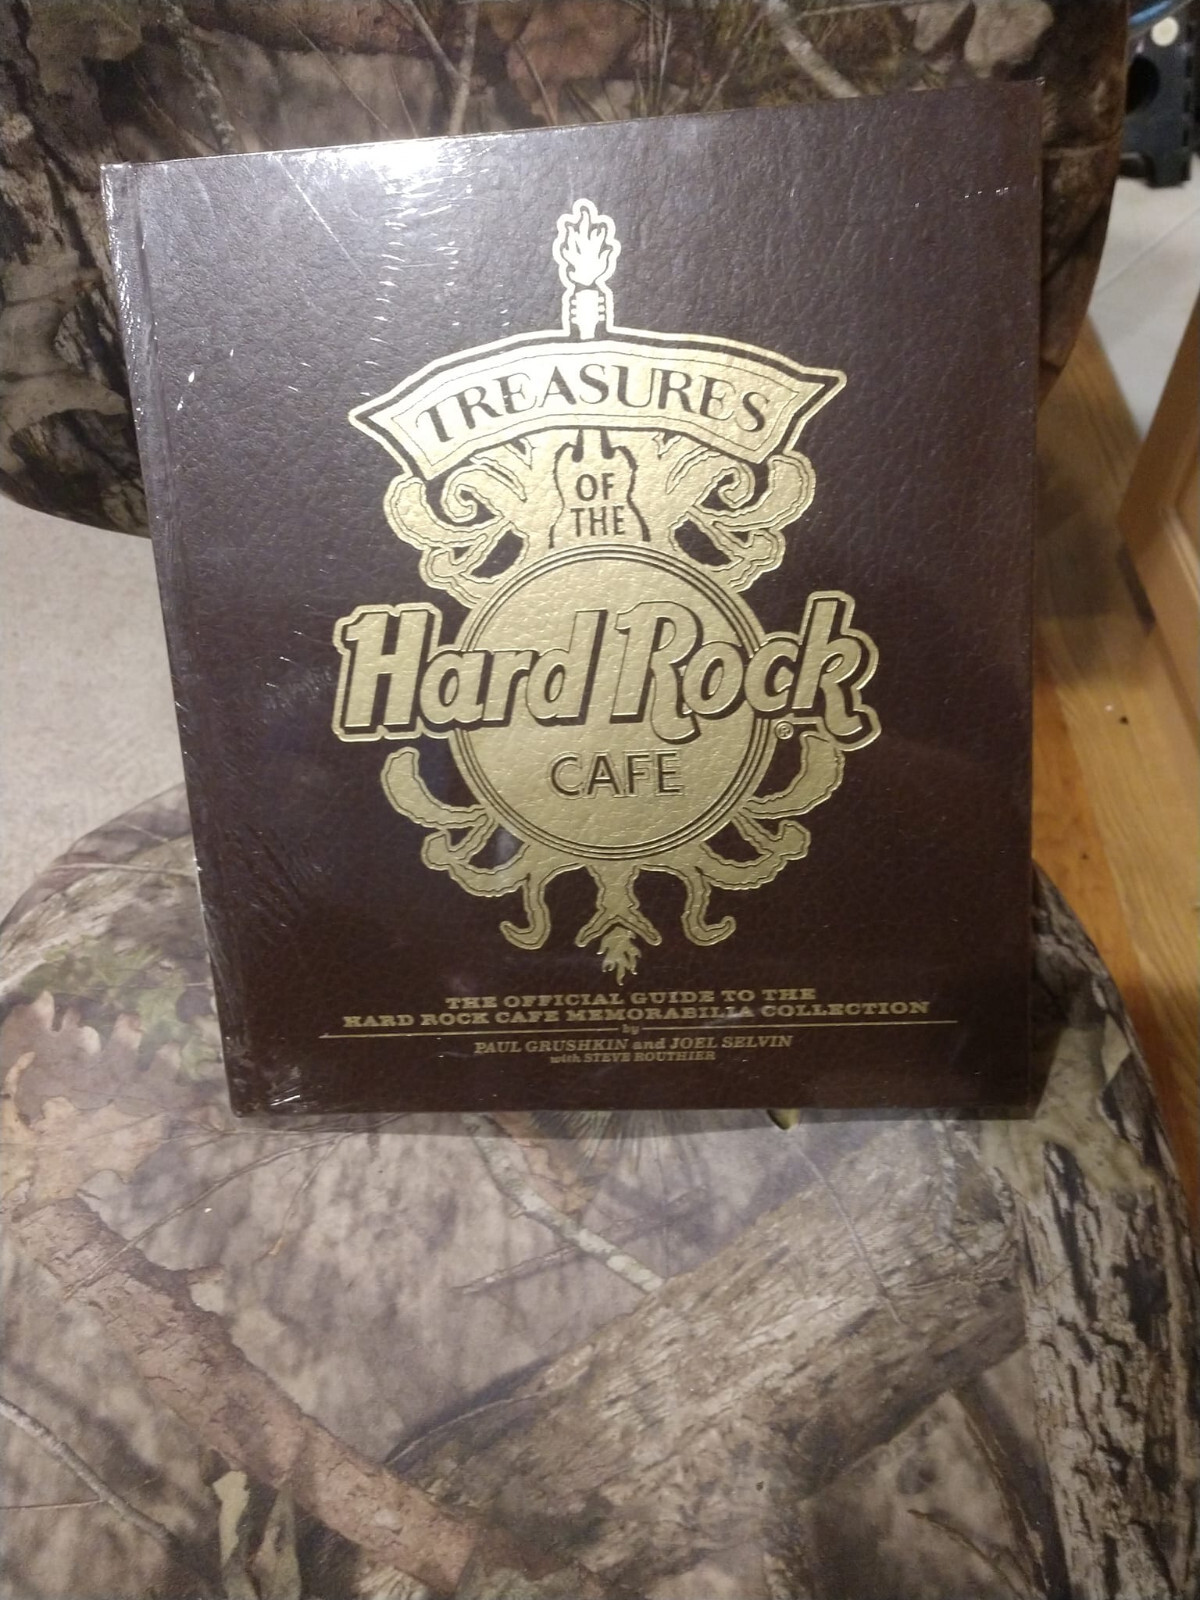 TREASURES
OF
THE
Hard Rock
®
CAFE
THE OFFICIAL GUIDE TO THE
HARD ROCK CAFE MEMORABILIA COLLECTION
by
PAUL GRUSHKIN and JOEL SELVIN
with STEVE ROUTHIER